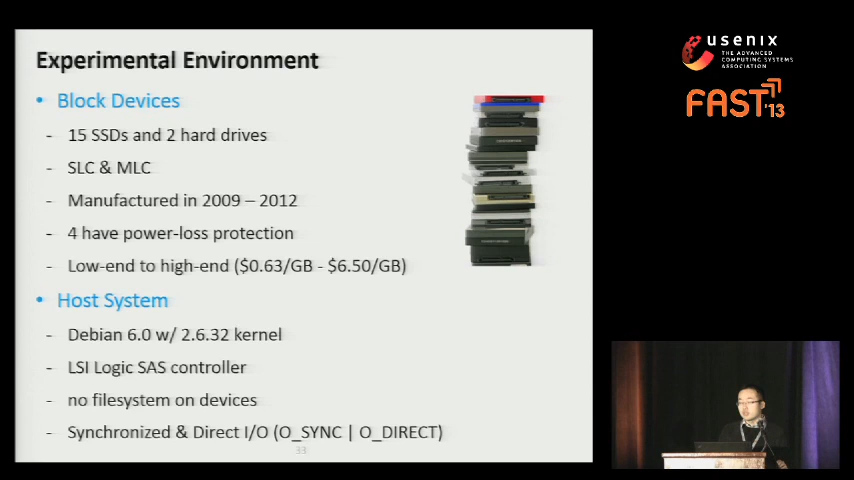 Experimental Environment
• Block Devices
- 15 SSDs and 2 hard drives
- SLC & MLC
- Manufactured in 2009 – 2012
- 4 have power-loss protection
- Low-end to high-end ($0.63/GB - $6.50/GB)
• Host System
- Debian 6.0 w/ 2.6.32 kernel
- LSI Logic SAS controller
- no filesystem on devices
- Synchronized & Direct I/O (O_SYNC | O_DIRECT)
33
usenix
THE ADVANCED
COMPUTING SYSTEMS
ASSOCIATION
FAST '13